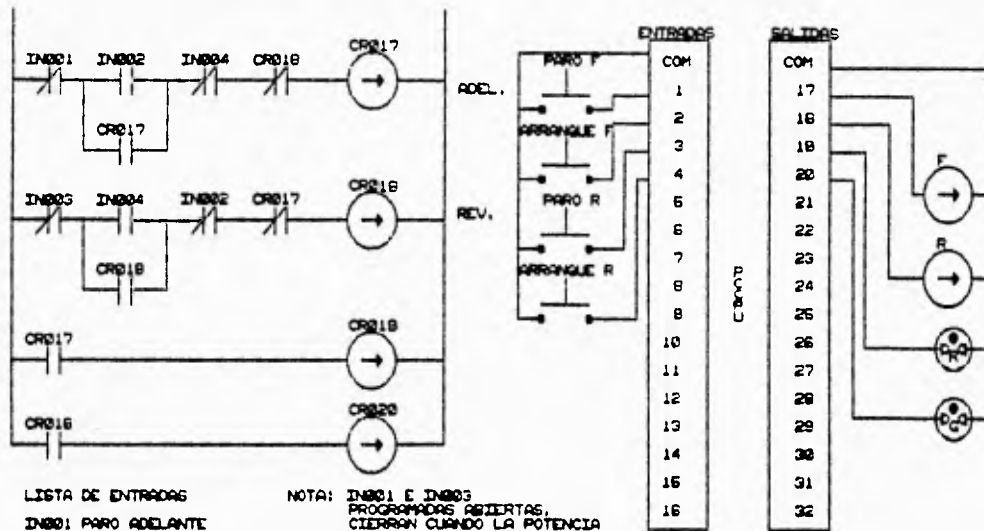 IN001 IN002 IN004 CR018 CR017
ADEL.
CR017
IN003 IN004 IN002 CR017 CR018
REV.
CR018
CR017 CR018
CR016 CR020
LISTA DE ENTRADAS
IN001 PARO ADELANTE
NOTA: IN001 E IN003
PROGRAMADAS ABIERTAS,
CIERRAN CUANDO LA POTENCIA
PARO F
ARRANQUE F
PARO R
ARRANQUE R
ENTRADAS
COM
1
2
3
4
5
6
7
8
9
10
11
12
13
14
15
16
SALIDAS
COM
17
18
19
20
21
22
23
24
25
26
27
28
29
30
31
32
F
R
R
G